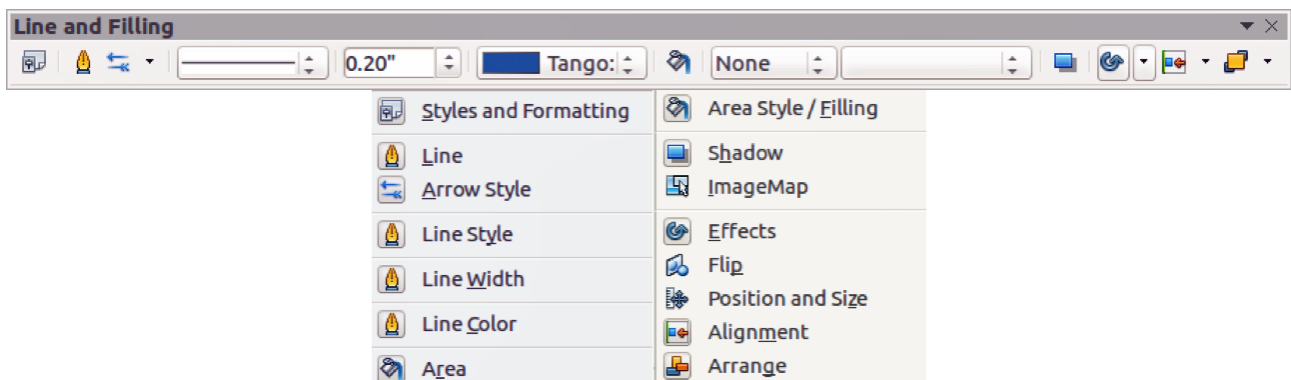 Line and Filling
0.20" Tango: None
Styles and Formatting
Line
Arrow Style
Line Style
Line Width
Line Color
Area
Area Style / Filling
Shadow
ImageMap
Effects
Flip
Position and Size
Alignment
Arrange